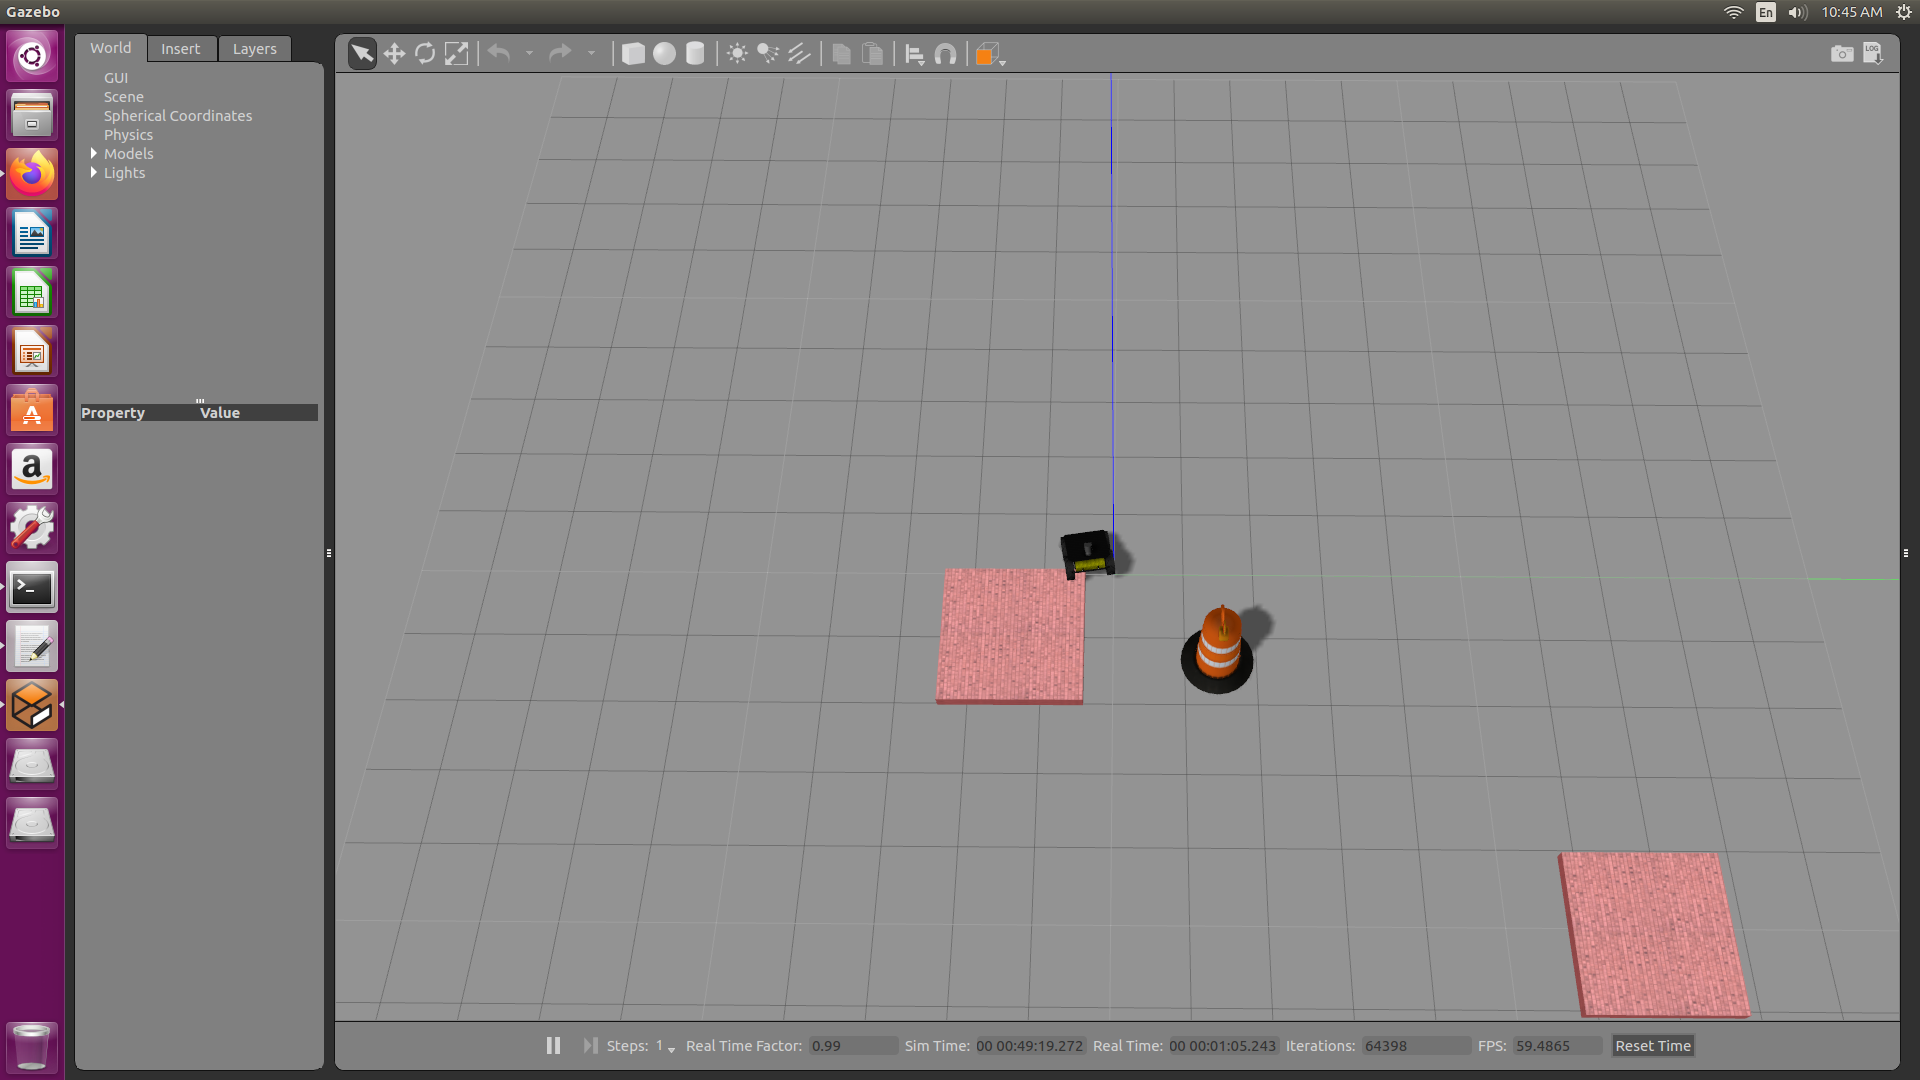 Gazebo
En
10:45 AM
World
Insert
Layers
GUI
Scene
Spherical Coordinates
Physics
Models
Lights
Property Value
LOG
Steps: 1 Real Time Factor: 0.99 Sim Time: 00 00:49:19.272 Real Time: 00 00:01:05.243 Iterations: 64398 FPS: 59.4865 Reset Time